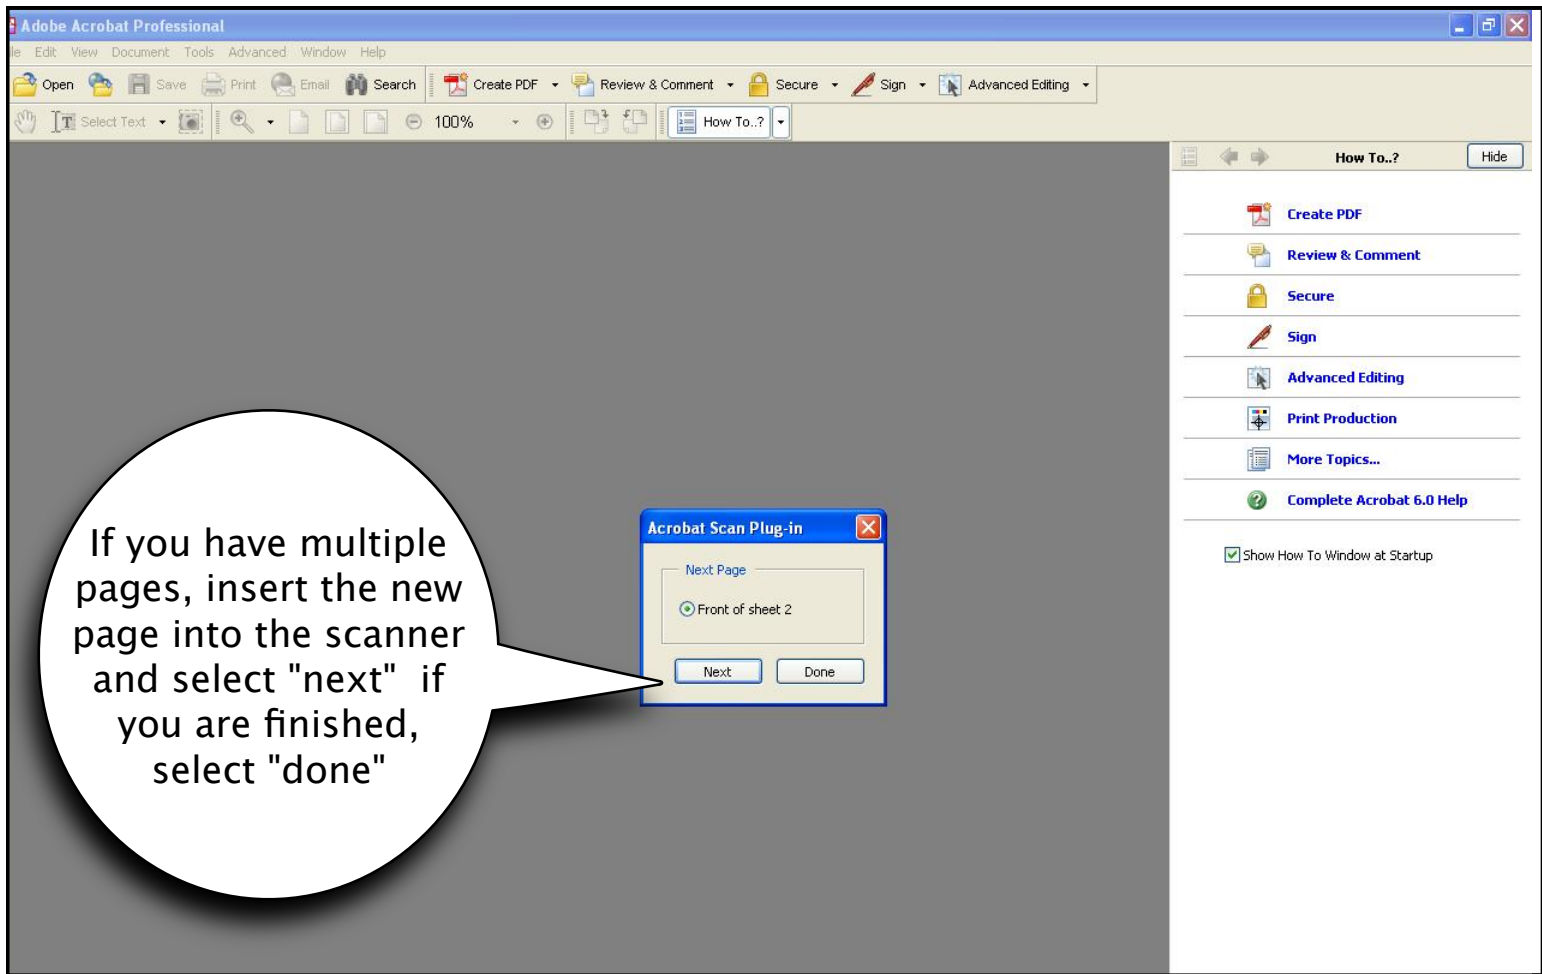 Adobe Acrobat Professional
Edit View Document Tools Advanced Window Help
Open Save Print Email Search Create PDF Review & Comment Secure Sign Advanced Editing
Select Text 100% How To..?
How To..? Hide
Create PDF
Review & Comment
Secure
Sign
Advanced Editing
Print Production
More Topics...
Complete Acrobat 6.0 Help
Show How To Window at Startup
If you have multiple
pages, insert the new
page into the scanner
and select "next"  if
you are finished,
select "done"
Acrobat Scan Plug-in
Next Page
Front of sheet 2
Next Done